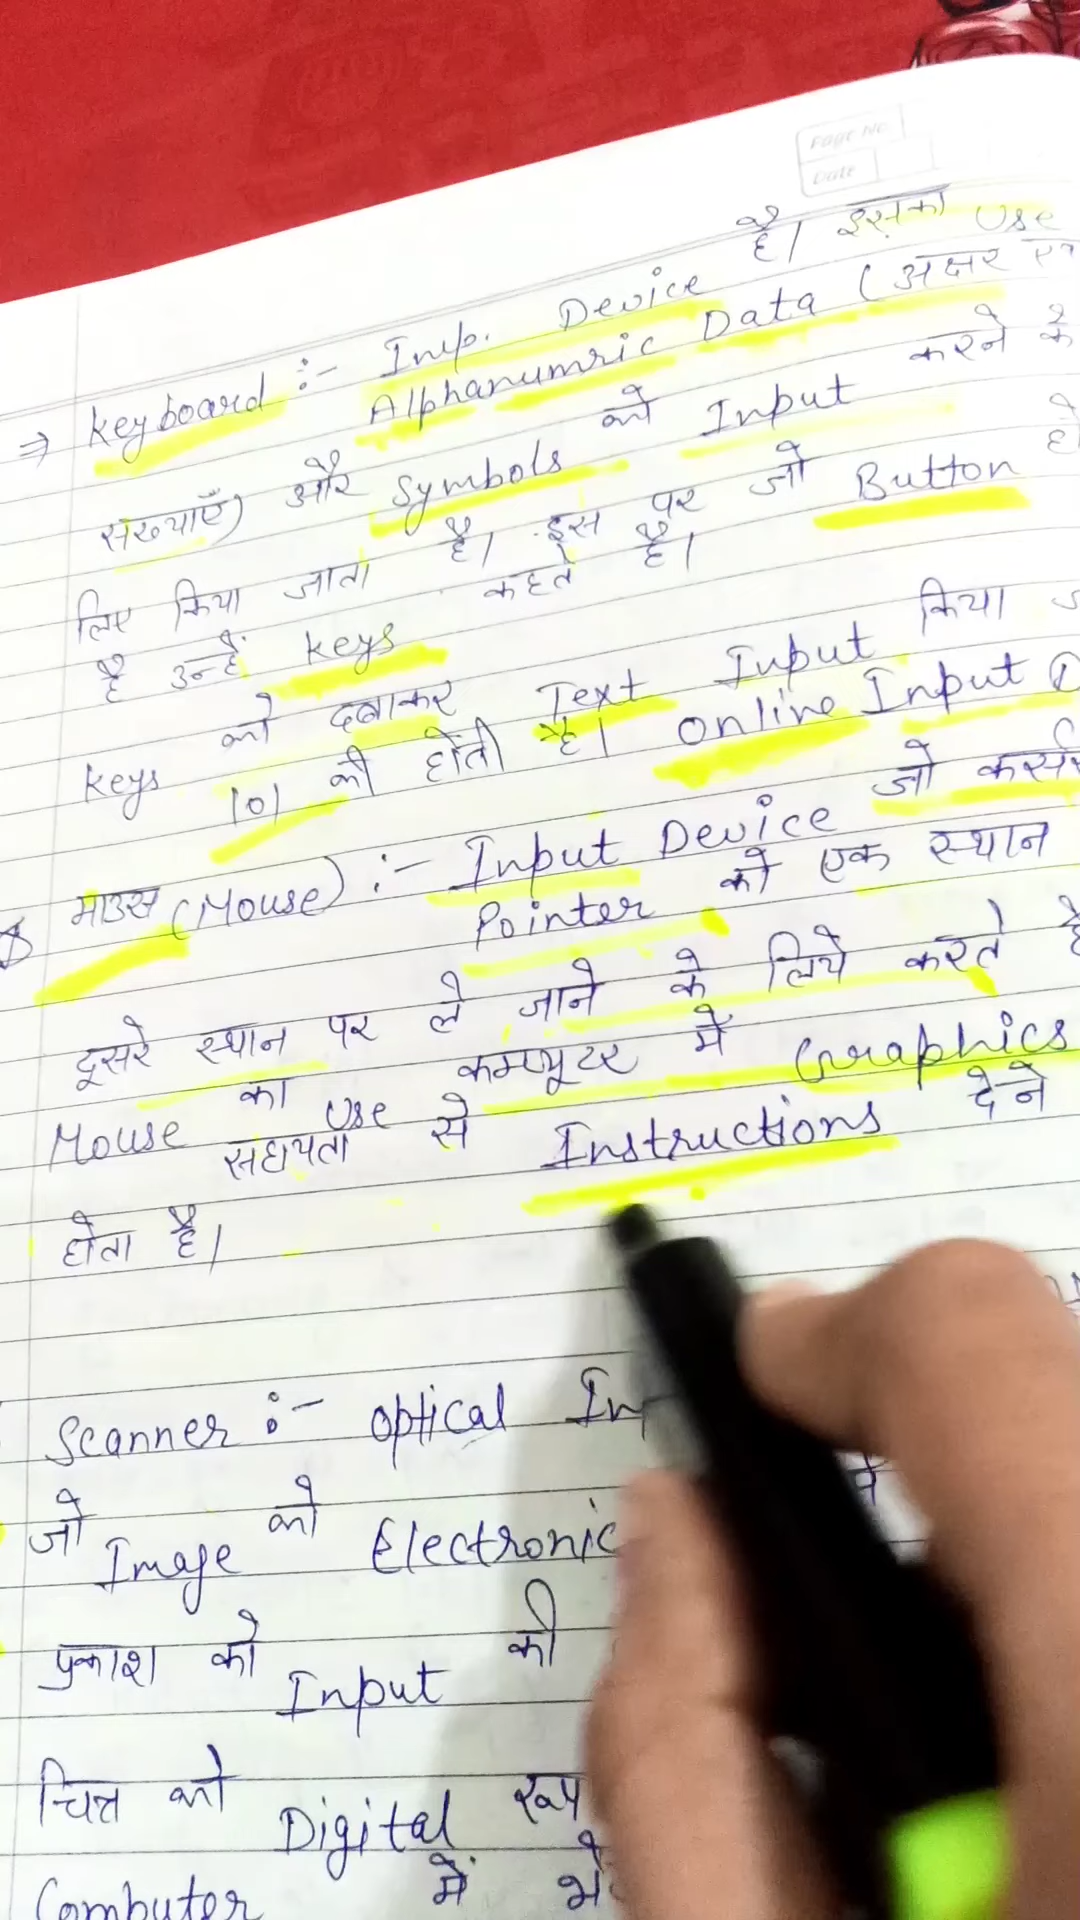 Page No.
Date
⇒ Keyboard :- Imp. Device है। इसका Use
Alphanumric Data (अक्षर
संख्याएँ) और Symbols को Input करने के
लिए किया जाता है। इस पर जो Button
है उन्हें keys कहते है।
keys को दबाकर Text Input किया
101 की होती है। Online Input
माउस (Mouse) :- Input Device जो
Pointer को एक स्थान
दूसरे स्थान पर ले जाने के लिये करते
Mouse का Use कम्प्यूटर में Graphics
सहायता से Instructions देने
होता है।
Scanner :- Optical
जो Image को Electronic
प्रकाश को Input की
चित्र को Digital रूप
Computer में